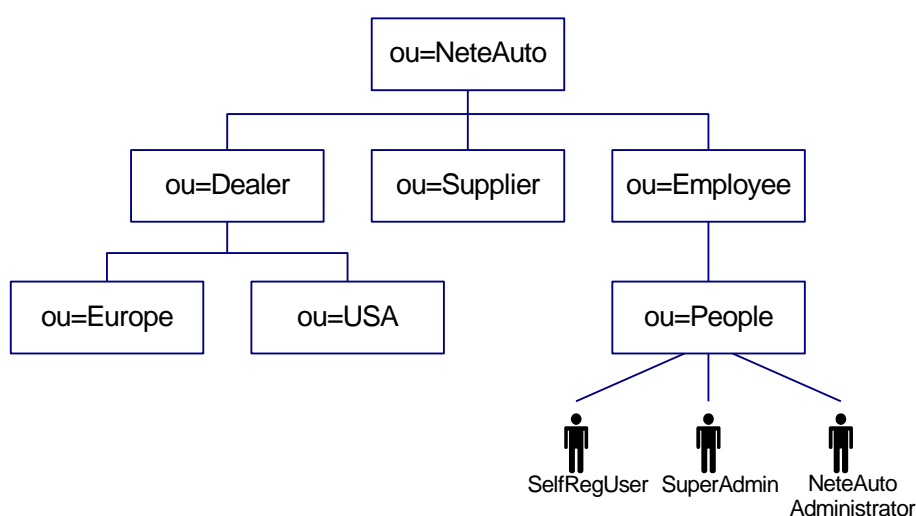 ou=NeteAuto
ou=Dealer
ou=Supplier
ou=Employee
ou=Europe
ou=USA
ou=People
SelfRegUser
SuperAdmin
NeteAuto
Administrator